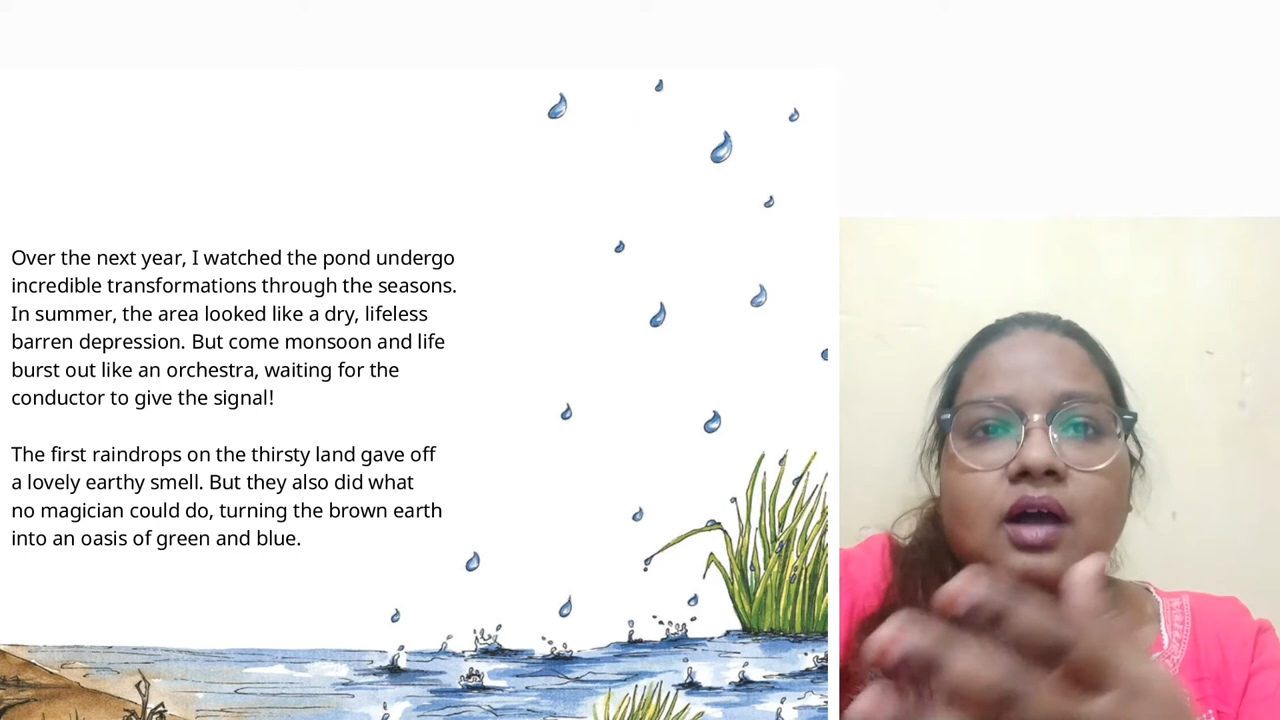 Over the next year, I watched the pond undergo
incredible transformations through the seasons.
In summer, the area looked like a dry, lifeless
barren depression. But come monsoon and life
burst out like an orchestra, waiting for the
conductor to give the signal!
The first raindrops on the thirsty land gave off
a lovely earthy smell. But they also did what
no magician could do, turning the brown earth
into an oasis of green and blue.